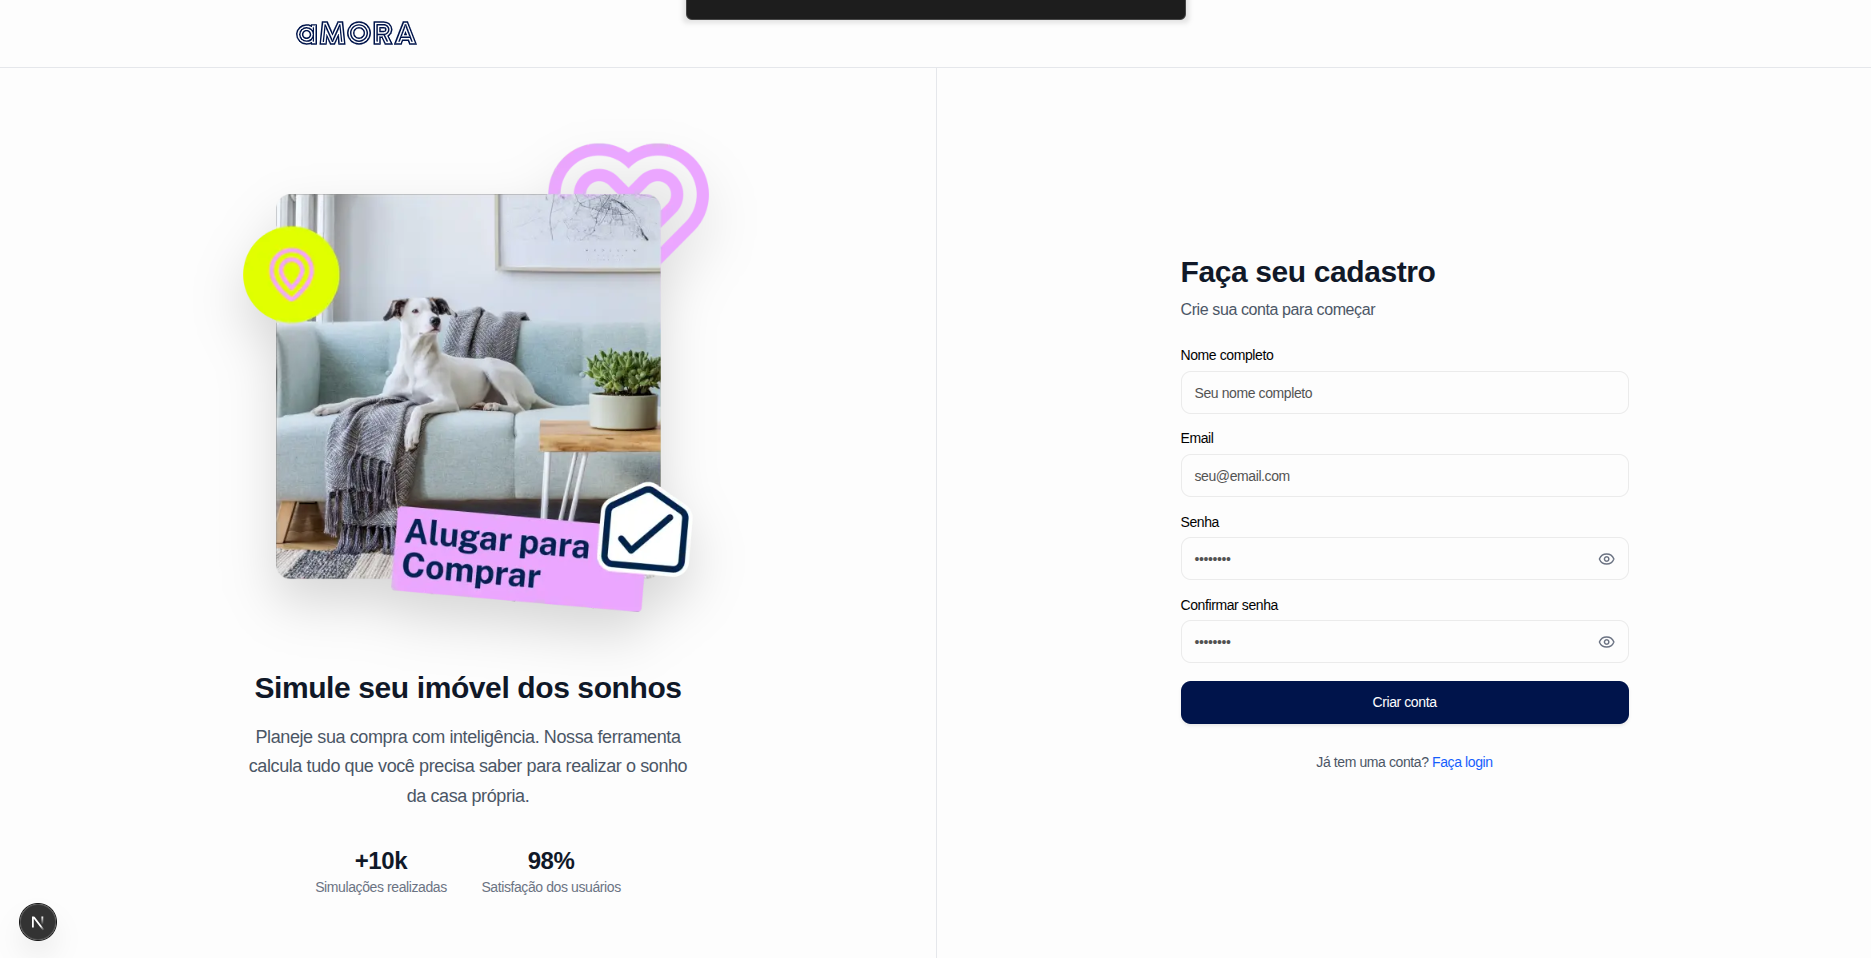 aMORA
Alugar para
Comprar
Simule seu imóvel dos sonhos
Planeje sua compra com inteligência. Nossa ferramenta
calcula tudo que você precisa saber para realizar o sonho
da casa própria.
+10k
Simulações realizadas
98%
Satisfação dos usuários
N
Faça seu cadastro
Crie sua conta para começar
Nome completo
Seu nome completo
Email
seu@email.com
Senha
••••••••
Confirmar senha
••••••••
Criar conta
Já tem uma conta? Faça login